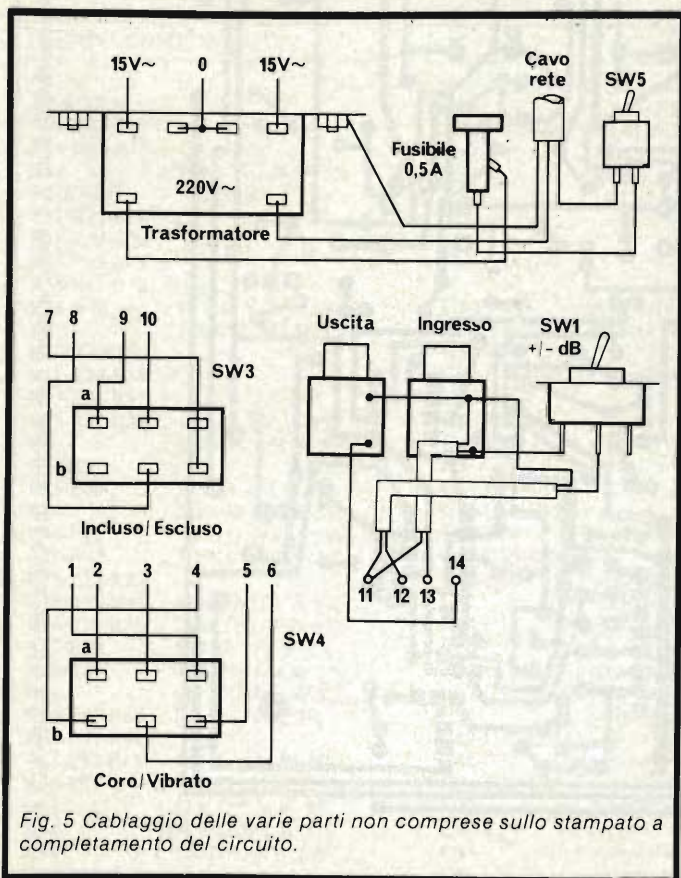 15V~ 0 15V~
Cavo
rete
SW5
Fusibile
0,5A
220V~
Trasformatore
7 8 9 10
SW3
a
b
Incluso/Escluso
Uscita Ingresso SW1
+/- dB
11 12 13 14
1 2 3 4 5 6
SW4
a
b
Coro/Vibrato
Fig. 5 Cablaggio delle varie parti non comprese sullo stampato a
completamento del circuito.